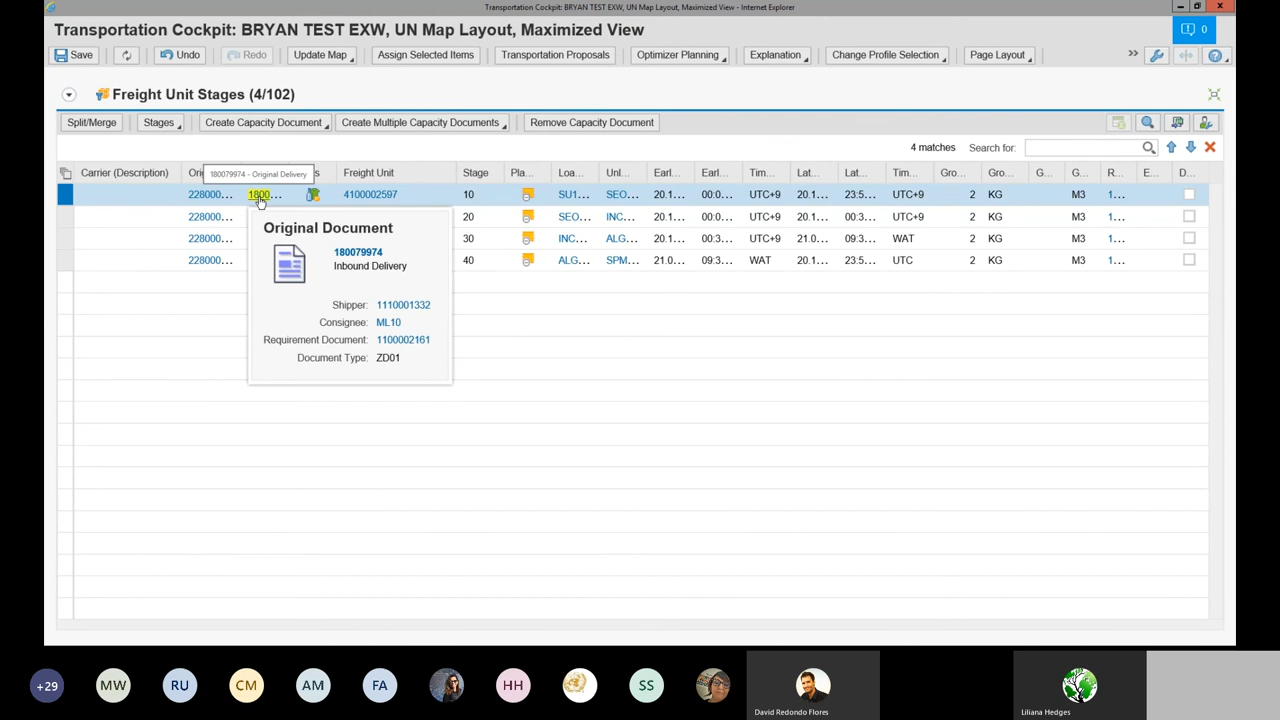 Transportation Cockpit: BRYAN TEST EXW, UN Map Layout, Maximized View - Internet Explorer
Transportation Cockpit: BRYAN TEST EXW, UN Map Layout, Maximized View
0
Save Undo Redo Update Map Assign Selected Items Transportation Proposals Optimizer Planning Explanation Change Profile Selection Page Layout
Freight Unit Stages (4/102)
Split/Merge Stages Create Capacity Document Create Multiple Capacity Documents Remove Capacity Document
4 matches Search for:
Carrier (Description) Freight Unit Stage Pla... Loa... Unl... Earl... Earl... Tim... Lat... Lat... Tim... Gro... Gro... G... G... R... E... D...
180079974 - Original Delivery
228000... 1800... 4100002597 10 SU1... SEO... 20.1... 00:0... UTC+9 20.1... 23:5... UTC+9 2 KG M3 1...
228000... 20 SEO... INC... 20.1... 00:0... UTC+9 20.1... 00:3... UTC+9 2 KG M3 1...
228000... 30 INC... ALG... 20.1... 00:3... UTC+9 21.0... 09:3... WAT 2 KG M3 1...
228000... 40 ALG... SPM... 21.0... 09:3... WAT 20.1... 23:5... UTC 2 KG M3 1...
Original Document
180079974
Inbound Delivery
Shipper: 1110001332
Consignee: ML10
Requirement Document: 1100002161
Document Type: ZD01
+29 MW RU CM AM FA HH SS
David Redondo Flores
Liliana Hedges